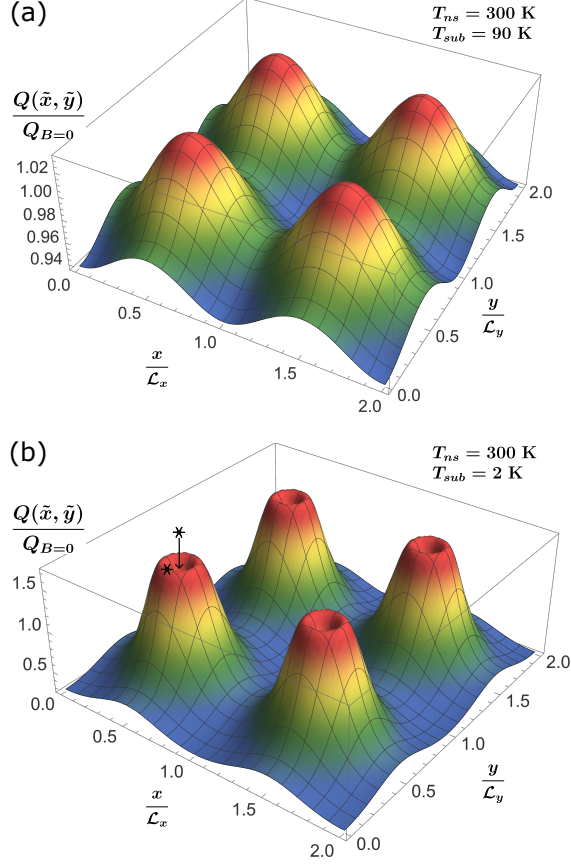 (a)
T_ns = 300 K
T_sub = 90 K
Q(x̃, ỹ)
Q_B=0
1.02
1.00
0.98
0.96
0.94
0.0
0.5
1.0
1.5
2.0
x
ℒ_x
0.0
0.5
1.0
1.5
2.0
y
ℒ_y
(b)
T_ns = 300 K
T_sub = 2 K
Q(x̃, ỹ)
Q_B=0
*
*
1.5
1.0
0.5
0.0
0.5
1.0
1.5
2.0
x
ℒ_x
0.0
0.5
1.0
1.5
2.0
y
ℒ_y